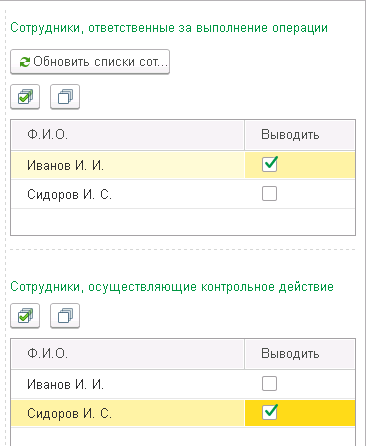 Сотрудники, ответственные за выполнение операции
Обновить списки сот...
Ф.И.О. Выводить
Иванов И. И.
Сидоров И. С.
Сотрудники, осуществляющие контрольное действие
Ф.И.О. Выводить
Иванов И. И.
Сидоров И. С.